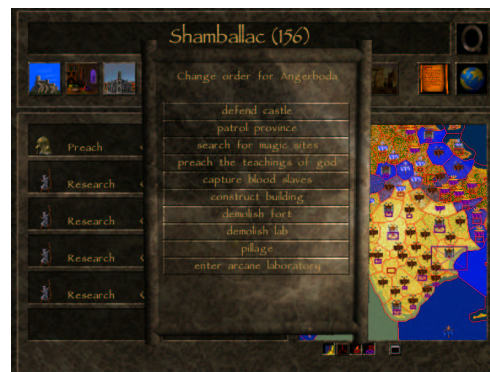 Shamballac (156)
Change order for Angerboda
defend castle
patrol province
search for magic sites
preach the teachings of god
capture blood slaves
construct building
demolish fort
demolish lab
pillage
enter arcane laboratory
Preach
Research
Research
Research
Research